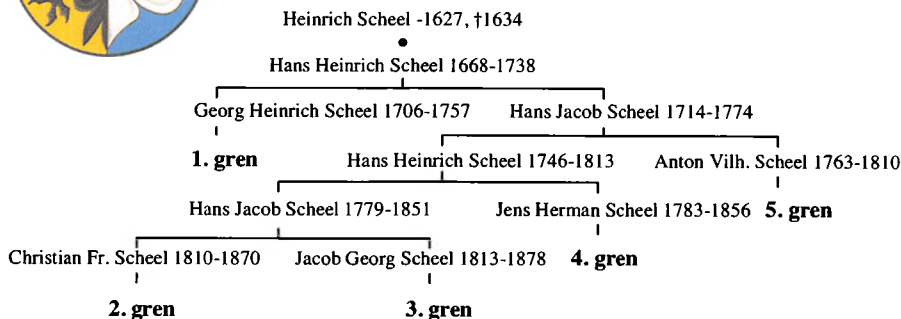 Heinrich Scheel -1627, †1634
Hans Heinrich Scheel 1668-1738
Georg Heinrich Scheel 1706-1757 Hans Jacob Scheel 1714-1774
1. gren Hans Heinrich Scheel 1746-1813 Anton Vilh. Scheel 1763-1810
Hans Jacob Scheel 1779-1851 Jens Herman Scheel 1783-1856 5. gren
Christian Fr. Scheel 1810-1870 Jacob Georg Scheel 1813-1878 4. gren
2. gren 3. gren